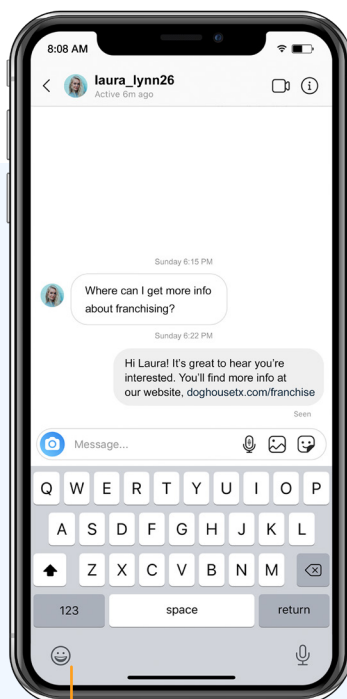 8:08 AM
laura_lynn26
Active 6m ago
Sunday 6:15 PM
Where can I get more info
about franchising?
Sunday 6:22 PM
Hi Laura! It's great to hear you're
interested. You'll find more info at
our website, doghousetx.com/franchise
Seen
Message...
Q W E R T Y U I O P
A S D F G H J K L
Z X C V B N M
123 space return